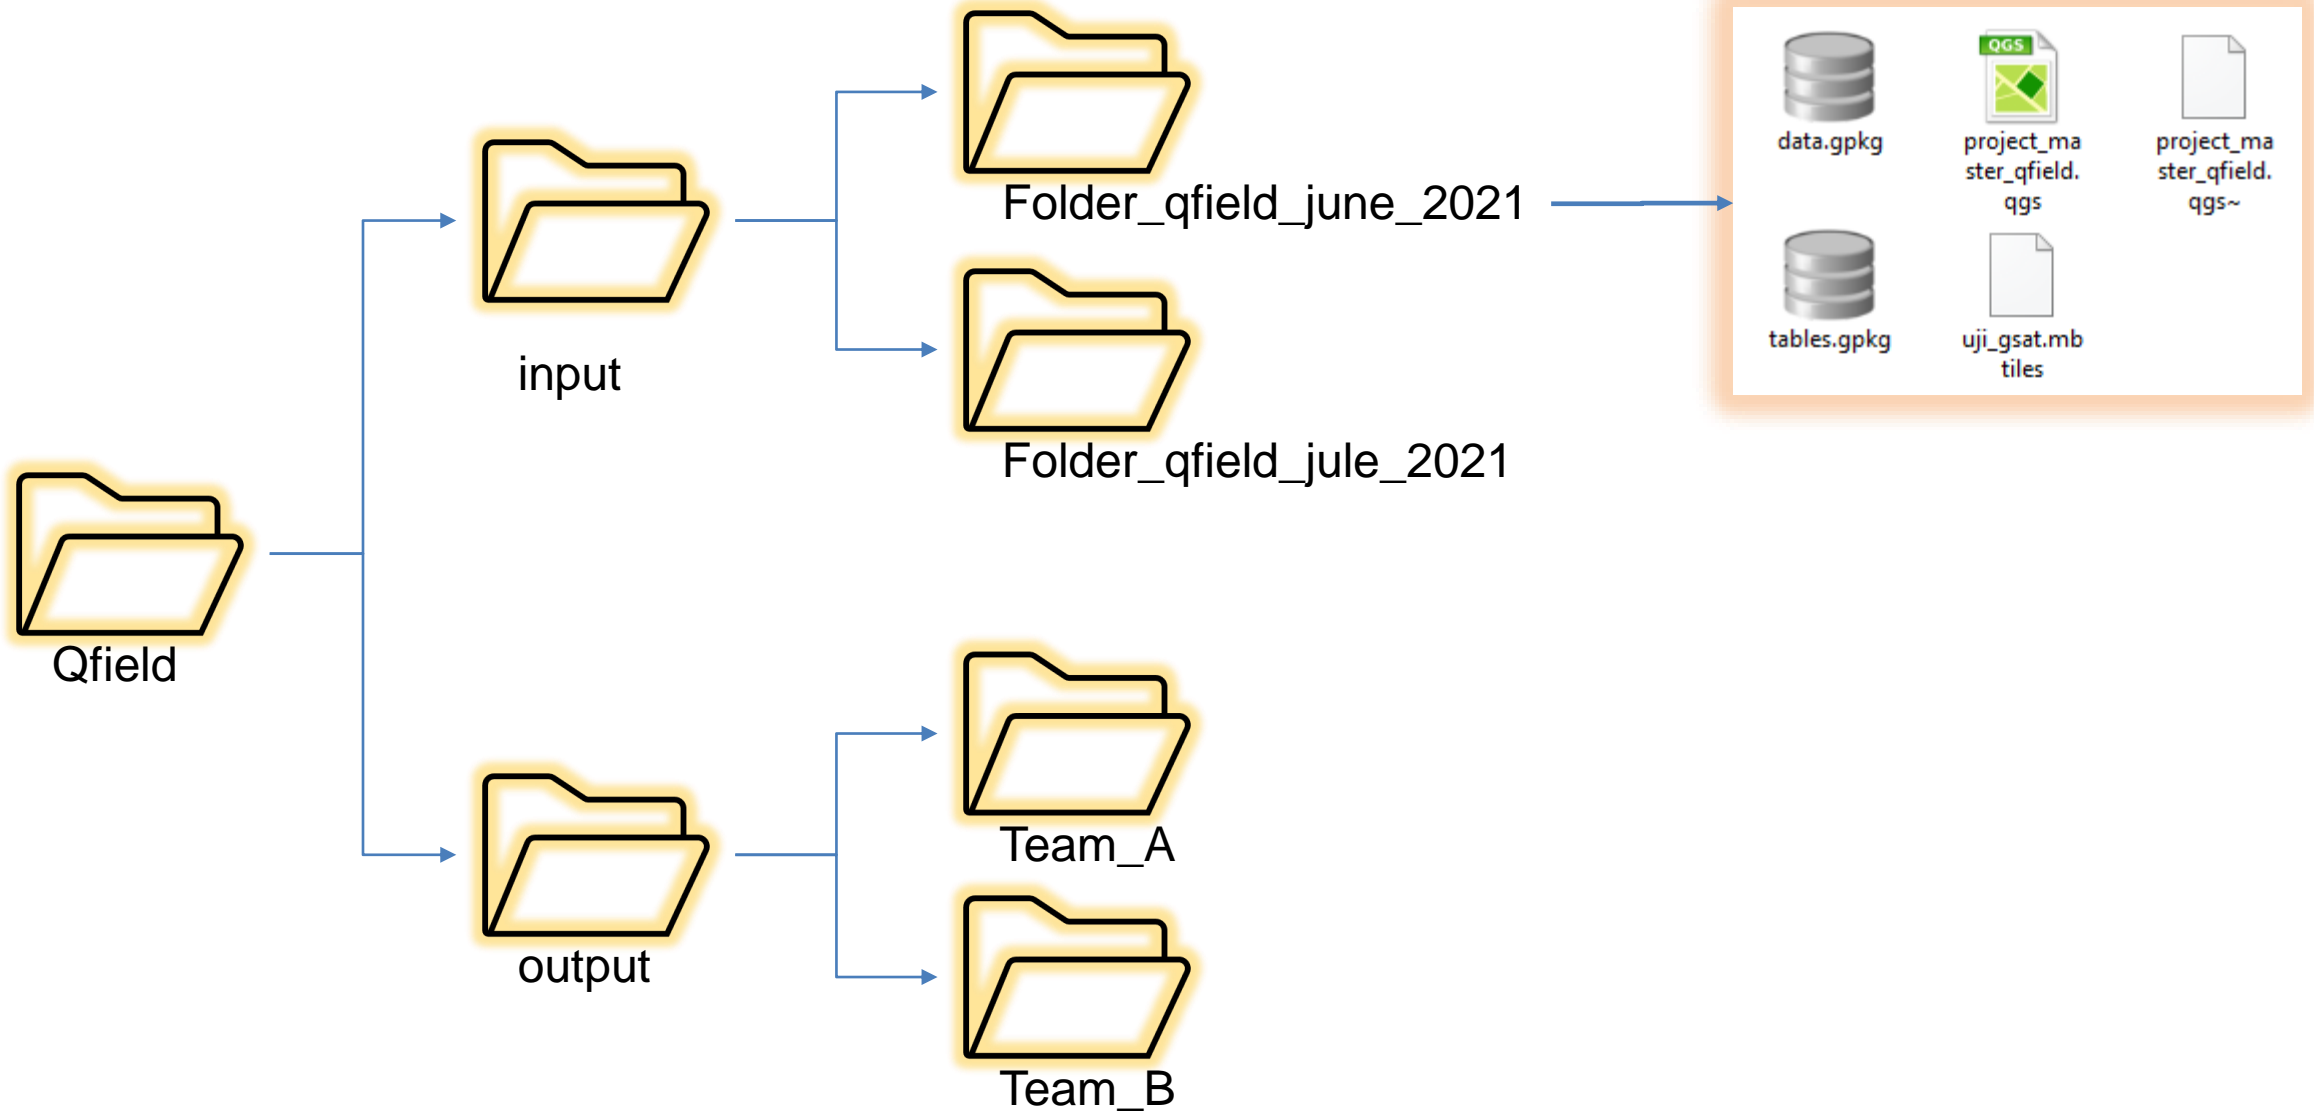 QGS
data.gpkg
project_ma
ster_qfield.
qgs
project_ma
ster_qfield.
qgs~
tables.gpkg
uji_gsat.mb
tiles
Folder_qfield_june_2021
input
Folder_qfield_jule_2021
Qfield
Team_A
output
Team_B